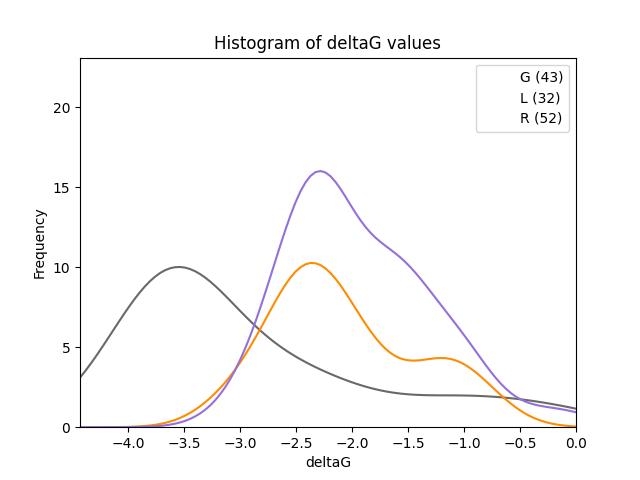 Histogram of deltaG values
G (43)
L (32)
R (52)
Frequency
20
15
10
5
0
−4.0 −3.5 −3.0 −2.5 −2.0 −1.5 −1.0 −0.5 0.0
deltaG